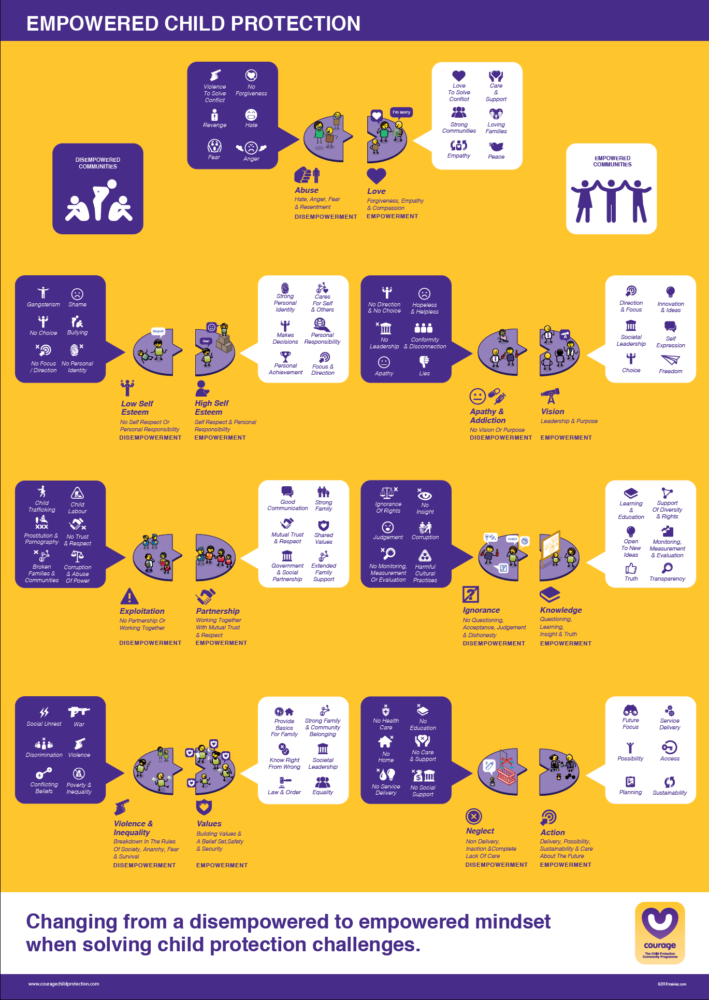 EMPOWERED CHILD PROTECTION
Violence
To Solve
Conflict
No
Forgiveness
Revenge
Hate
Fear
Anger
I'm sorry
Love
To Solve
Conflict
Care
&
Support
Strong
Communities
Loving
Families
Empathy
Peace
DISEMPOWERED
COMMUNITIES
EMPOWERED
COMMUNITIES
Abuse
Hate, Anger, Fear
& Resentment
DISEMPOWERMENT
Love
Forgiveness, Empathy
& Compassion
EMPOWERMENT
Gangsterism
Shame
No Choice
Bullying
No Focus
/ Direction
No Personal
Identity
Stupid!
Star!
Strong
Personal
Identity
Cares
For Self
& Others
Makes
Decisions
Personal
Responsibility
Personal
Achievement
Focus &
Direction
Low Self
Esteem
No Self Respect Or
Personal Responsibility
DISEMPOWERMENT
High Self
Esteem
Self Respect & Personal
Responsibility
EMPOWERMENT
No Direction
& No Choice
Hopeless
& Helpless
No
Leadership
Conformity
& Disconnection
Apathy
Lies
Direction
& Focus
Innovation
& Ideas
Societal
Leadership
Self
Expression
Choice
Freedom
Apathy &
Addiction
No Vision Or Purpose
DISEMPOWERMENT
Vision
Leadership & Purpose
EMPOWERMENT
Child
Trafficking
Child
Labour
XXX
Prostitution &
Pornography
No Trust
& Respect
Broken
Families &
Communities
Corruption
& Abuse
Of Power
Good
Communication
Strong
Family
Mutual Trust
& Respect
Shared
Values
Government
& Social
Partnership
Extended
Family
Support
Exploitation
No Partnership Or
Working Together
DISEMPOWERMENT
Partnership
Working Together
With Mutual Trust
& Respect
EMPOWERMENT
Ignorance
Of Rights
No
Insight
Judgement
Corruption
No Monitoring,
Measurement
Or Evaluation
Harmful
Cultural
Practises
FASD?
Learning
&
Education
Support
Of Diversity
& Rights
Open
To New
Ideas
Monitoring,
Measurement
& Evaluation
Truth
Transparency
Ignorance
No Questioning,
Acceptance, Judgement
& Dishonesty
DISEMPOWERMENT
Knowledge
Questioning,
Learning,
Insight & Truth
EMPOWERMENT
Social Unrest
War
Discrimination
Violence
Conflicting
Beliefs
Poverty &
Inequality
Provide
Basics
For Family
Strong Family
& Community
Belonging
Know Right
From Wrong
Societal
Leadership
Law & Order
Equality
Violence &
Inequality
Breakdown In The Rules
Of Society, Anarchy, Fear
& Survival
DISEMPOWERMENT
Values
Building Values &
A Belief Set,Safety
& Security
EMPOWERMENT
No Health
Care
No
Education
No
Home
No Care
& Support
No Service
Delivery
No Social
Support
Future
Focus
Service
Delivery
Possibility
Access
Planning
Sustainability
Neglect
Non Delivery,
Inaction &Complete
Lack Of Care
DISEMPOWERMENT
Action
Delivery, Possibility,
Sustainability & Care
About The Future
EMPOWERMENT
Changing from a disempowered to empowered mindset
when solving child protection challenges.
courage
The Child Protection
Community Programme
www.couragechildprotection.com
©2018 trainiac.com